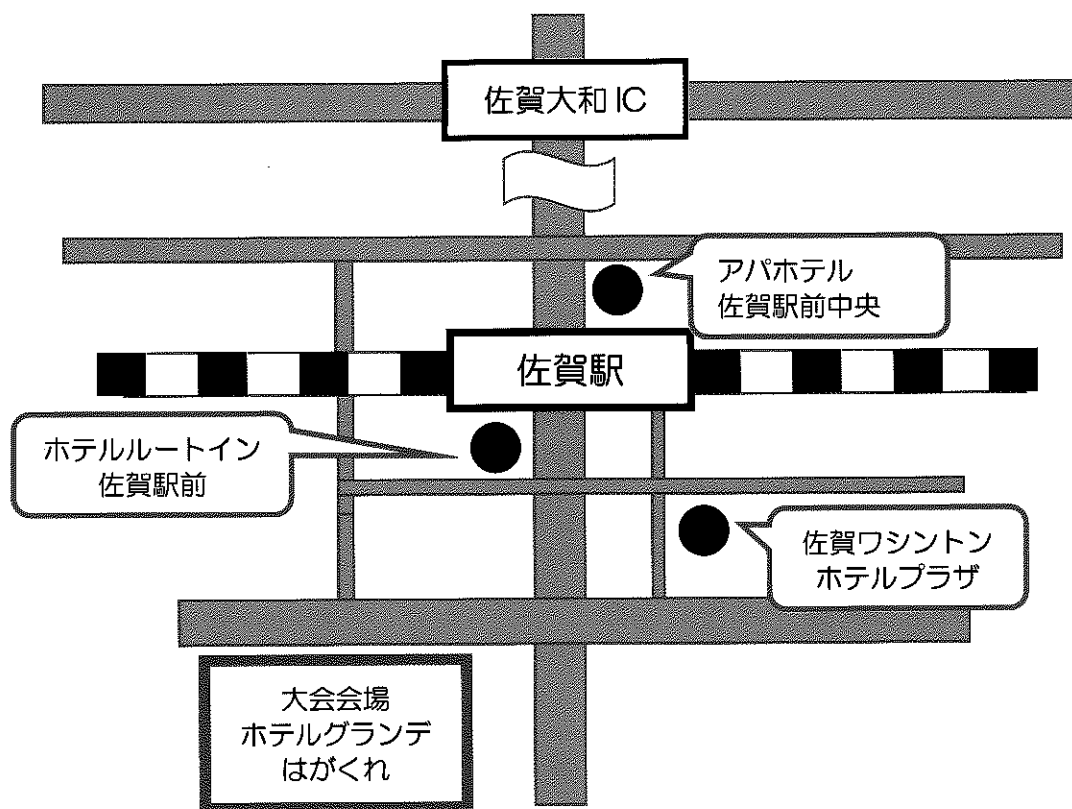 佐賀大和IC
アパホテル
佐賀駅前中央
佐賀駅
ホテルルートイン
佐賀駅前
佐賀ワシントン
ホテルプラザ
大会会場
ホテルグランデ
はがくれ